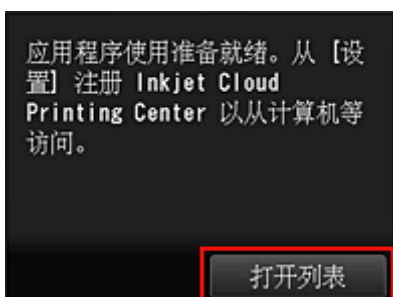 应用程序使用准备就绪。从 [设
置] 注册 Inkjet Cloud
Printing Center 以从计算机等
访问。
打开列表